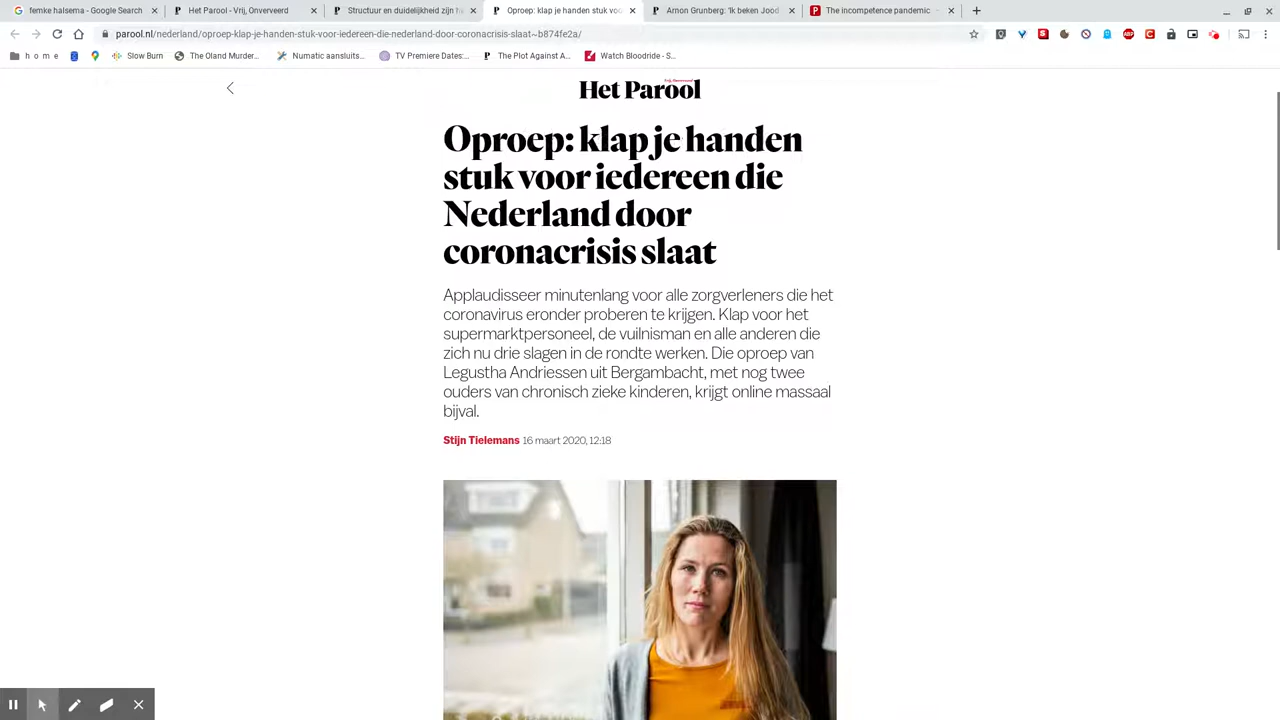 femke halsema - Google Search
Het Parool - Vrij, Onverveerd
Structuur en duidelijkheid zijn
Oproep: klap je handen stuk voo
Arnon Grunberg: 'Ik beken Jood
The incompetence pandemic
parool.nl/nederland/oproep-klap-je-handen-stuk-voor-iedereen-die-nederland-door-coronacrisis-slaat~b874fe2a/
h o m e
Slow Burn
The Oland Murder...
Numatic aansluits...
TV Premiere Dates:...
The Plot Against A...
Watch Bloodride - S...
Vrij, Onverveerd
Het Parool
Oproep: klap je handen
stuk voor iedereen die
Nederland door
coronacrisis slaat
Applaudisseer minutenlang voor alle zorgverleners die het
coronavirus eronder proberen te krijgen. Klap voor het
supermarktpersoneel, de vuilnisman en alle anderen die
zich nu drie slagen in de rondte werken. Die oproep van
Legustha Andriessen uit Bergambacht, met nog twee
ouders van chronisch zieke kinderen, krijgt online massaal
bijval.
Stijn Tielemans 16 maart 2020, 12:18